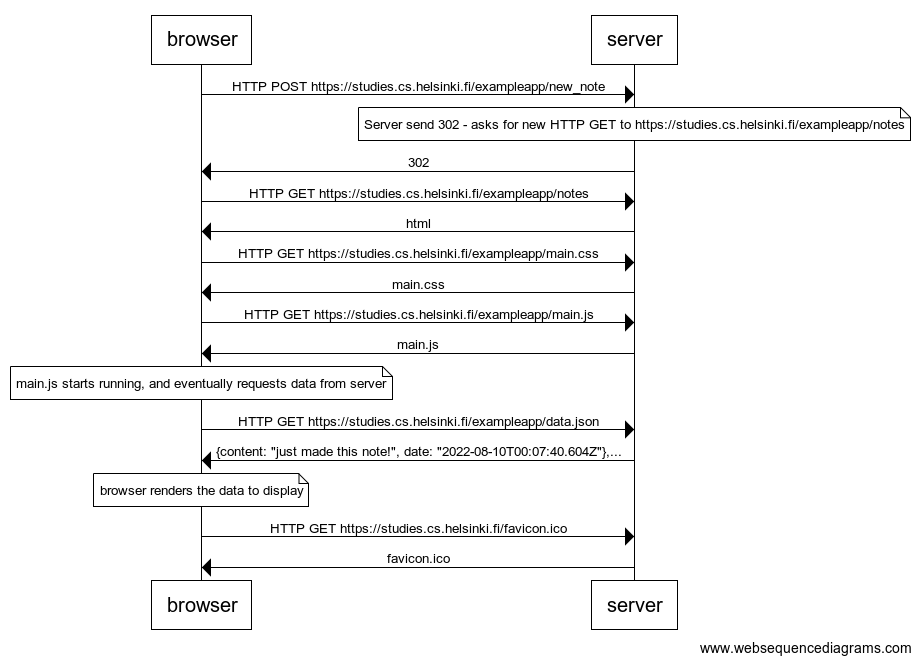 browser
server
HTTP POST https://studies.cs.helsinki.fi/exampleapp/new_note
Server send 302 - asks for new HTTP GET to https://studies.cs.helsinki.fi/exampleapp/notes
302
HTTP GET https://studies.cs.helsinki.fi/exampleapp/notes
html
HTTP GET https://studies.cs.helsinki.fi/exampleapp/main.css
main.css
HTTP GET https://studies.cs.helsinki.fi/exampleapp/main.js
main.js
main.js starts running, and eventually requests data from server
HTTP GET https://studies.cs.helsinki.fi/exampleapp/data.json
{content: "just made this note!", date: "2022-08-10T00:07:40.604Z"},...
browser renders the data to display
HTTP GET https://studies.cs.helsinki.fi/favicon.ico
favicon.ico
browser
server
www.websequencediagrams.com